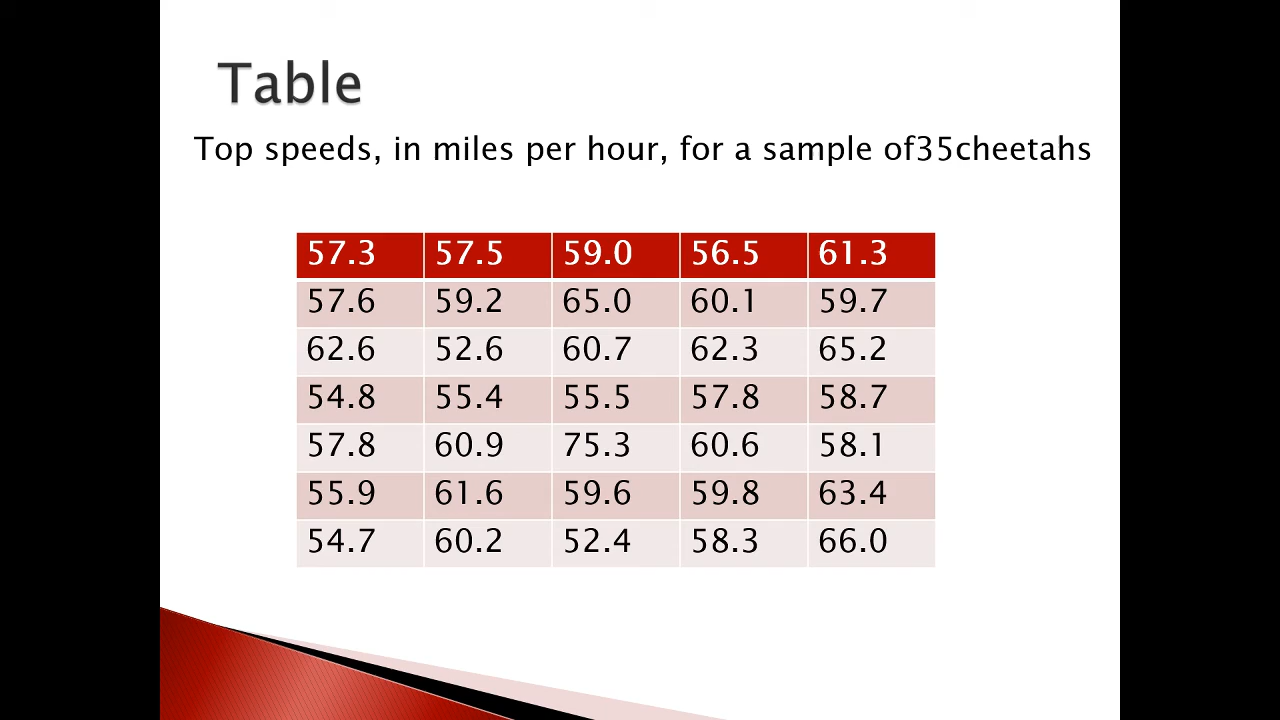 Table
Top speeds, in miles per hour, for a sample of35cheetahs
57.3 57.5 59.0 56.5 61.3
57.6 59.2 65.0 60.1 59.7
62.6 52.6 60.7 62.3 65.2
54.8 55.4 55.5 57.8 58.7
57.8 60.9 75.3 60.6 58.1
55.9 61.6 59.6 59.8 63.4
54.7 60.2 52.4 58.3 66.0